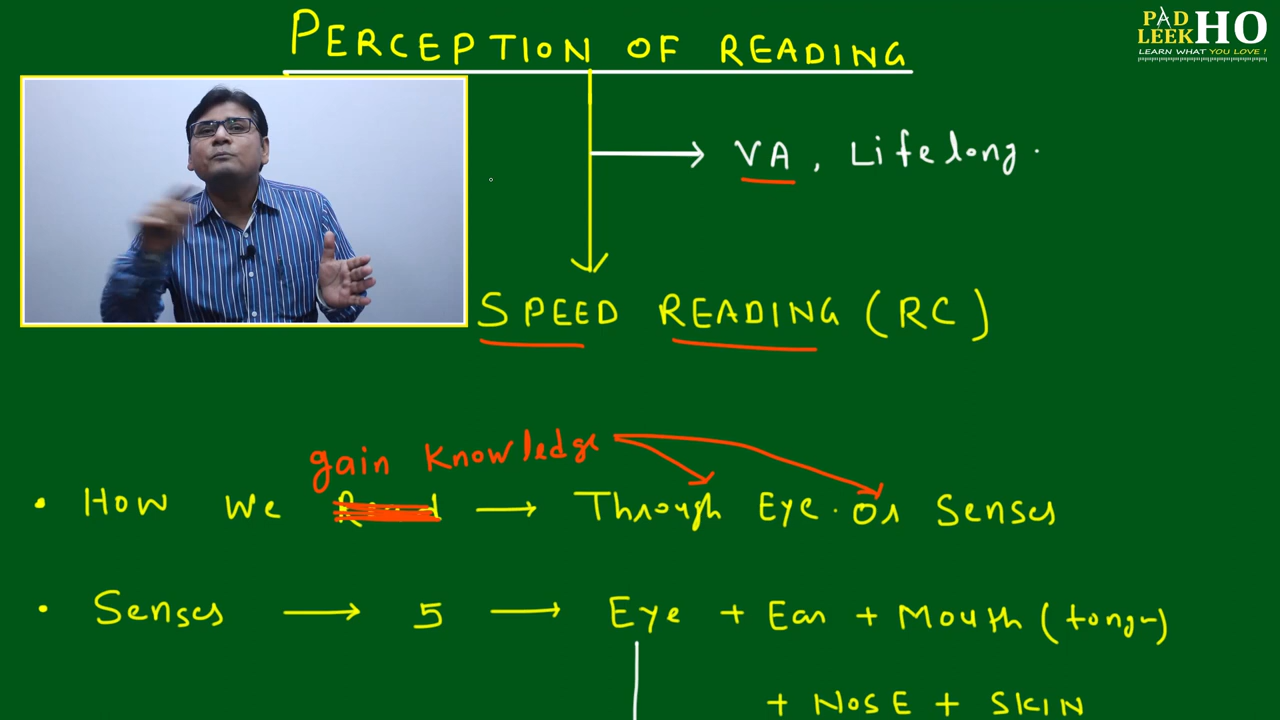 PERCEPTION OF READING
PAD LEEK HO
LEARN WHAT YOU LOVE !
→ VA, Lifelong.
SPEED READING (RC)
gain Knowledge
• HOW WE → Through Eye. Or Senses
• Senses → 5 → Eye + Ear + Mouth (
+ NOSE + SKIN